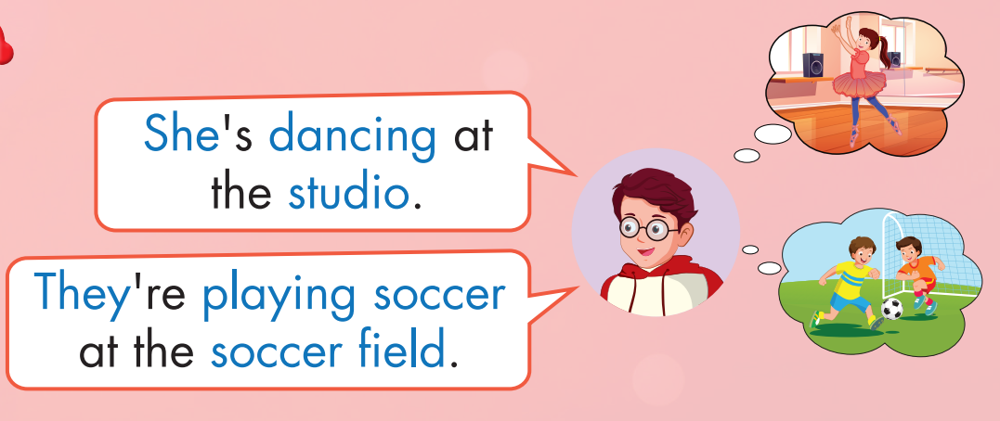 She's dancing at
the studio.
They're playing soccer
at the soccer field.